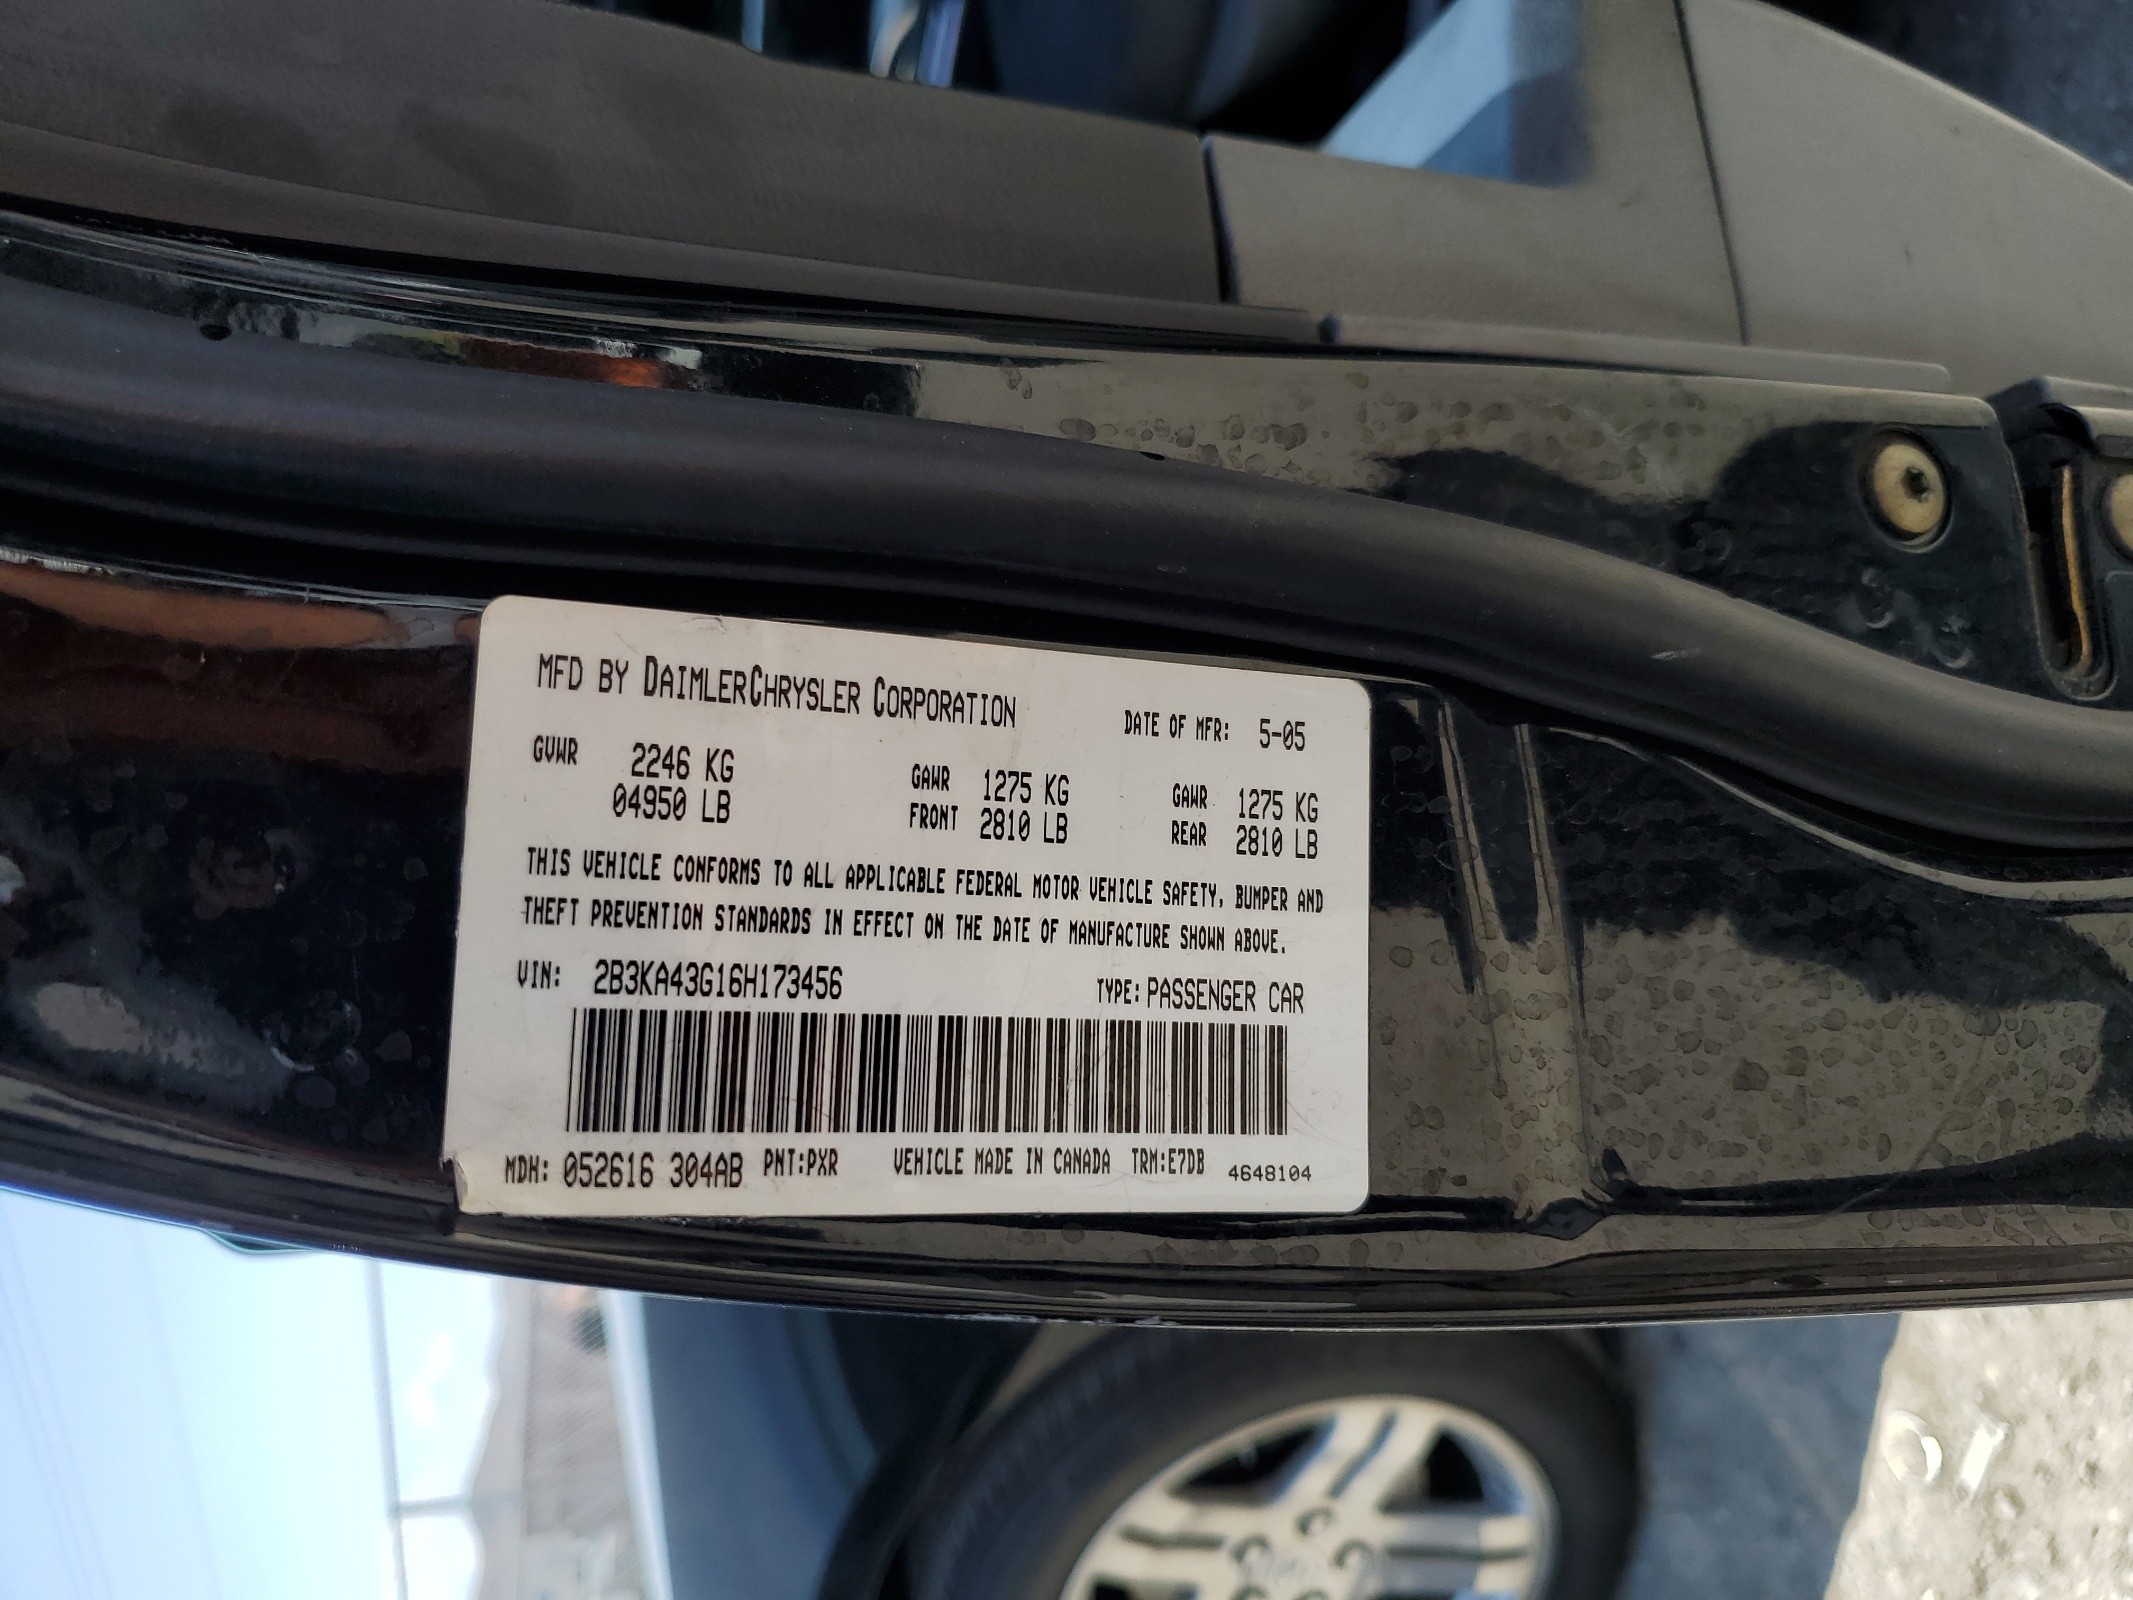 MFD BY DAIMLERCHRYSLER CORPORATION DATE OF MFR: 5-05
GVWR 2246 KG GAWR 1275 KG GAWR 1275 KG
04950 LB FRONT 2810 LB REAR 2810 LB
THIS VEHICLE CONFORMS TO ALL APPLICABLE FEDERAL MOTOR VEHICLE SAFETY, BUMPER AND
THEFT PREVENTION STANDARDS IN EFFECT ON THE DATE OF MANUFACTURE SHOWN ABOVE.
VIN: 2B3KA43G16H173456 TYPE: PASSENGER CAR
MDH: 052616 304AB PNT:PXR VEHICLE MADE IN CANADA TRM:E7DB 4648104